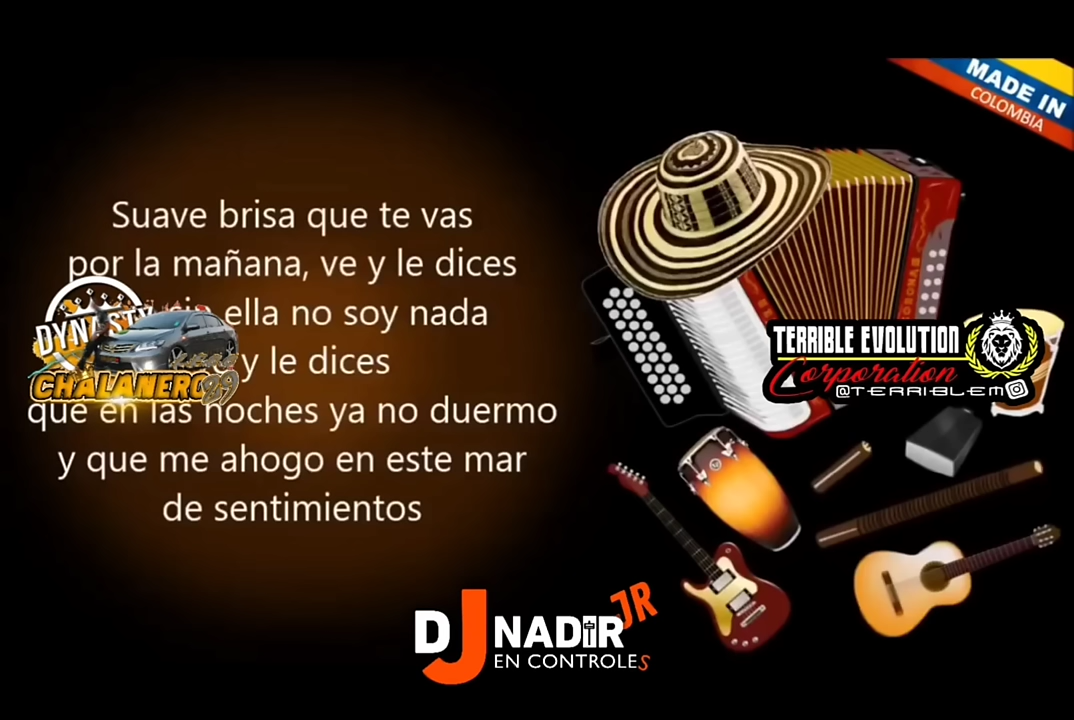 MADE IN
COLOMBIA
Suave brisa que te vas
por la mañana, ve y le dices
ella no soy nada
y le dices
que en las noches ya no duermo
y que me ahogo en este mar
de sentimientos
DYNASTY
CHALANERO 89
TERRIBLE EVOLUTION
Corporation
@TERRIBLEM
DJ NADIR JR
EN CONTROLES